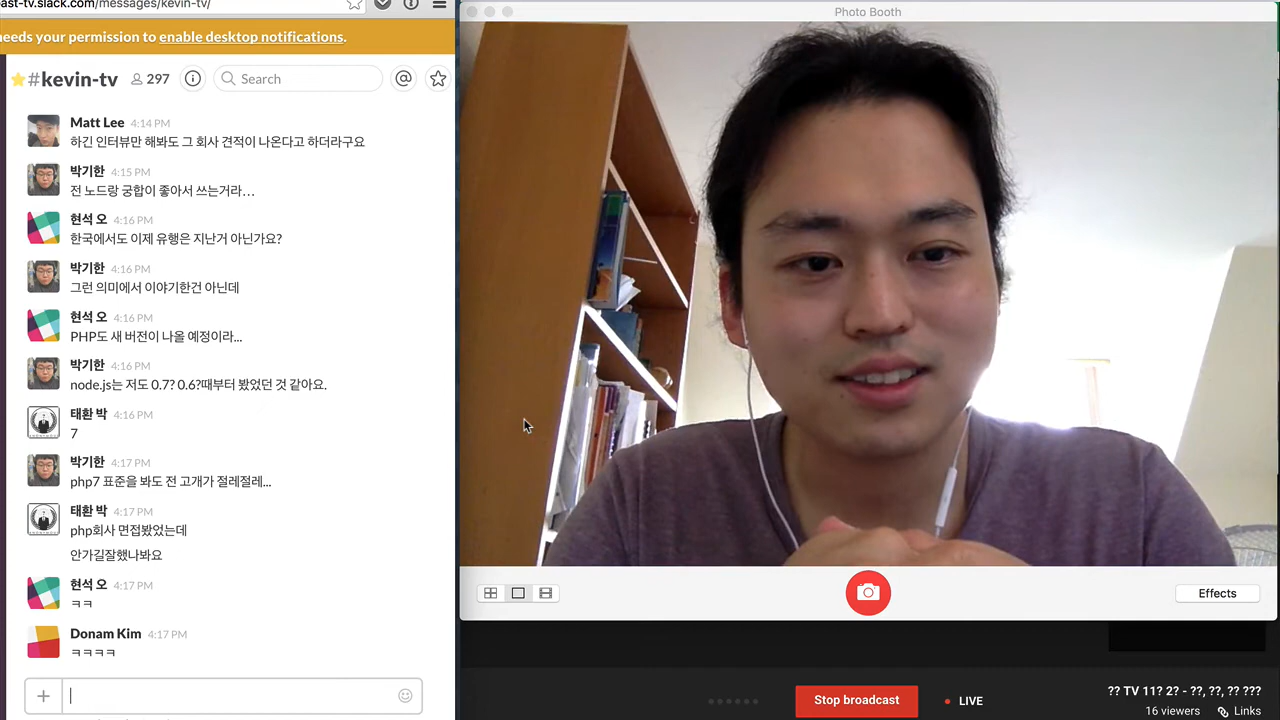 ast-tv.slack.com/messages/kevin-tv/
eeds your permission to enable desktop notifications.
#kevin-tv 297 Search
Matt Lee 4:14 PM
하긴 인터뷰만 해봐도 그 회사 견적이 나온다고 하더라구요
박기한 4:15 PM
전 노드랑 궁합이 좋아서 쓰는거라…
현석 오 4:16 PM
한국에서도 이제 유행은 지난거 아닌가요?
박기한 4:16 PM
그런 의미에서 이야기한건 아닌데
현석 오 4:16 PM
PHP도 새 버전이 나올 예정이라...
박기한 4:16 PM
node.js는 저도 0.7? 0.6?때부터 봤었던 것 같아요.
태환 박 4:16 PM
7
박기한 4:17 PM
php7 표준을 봐도 전 고개가 절레절레...
태환 박 4:17 PM
php회사 면접봤었는데
안가길잘했나봐요
현석 오 4:17 PM
ㅋㅋ
Donam Kim 4:17 PM
ㅋㅋㅋㅋ
Photo Booth
Effects
Stop broadcast
LIVE
?? TV 11? 2? - ??, ??, ?? ???
16 viewers Links